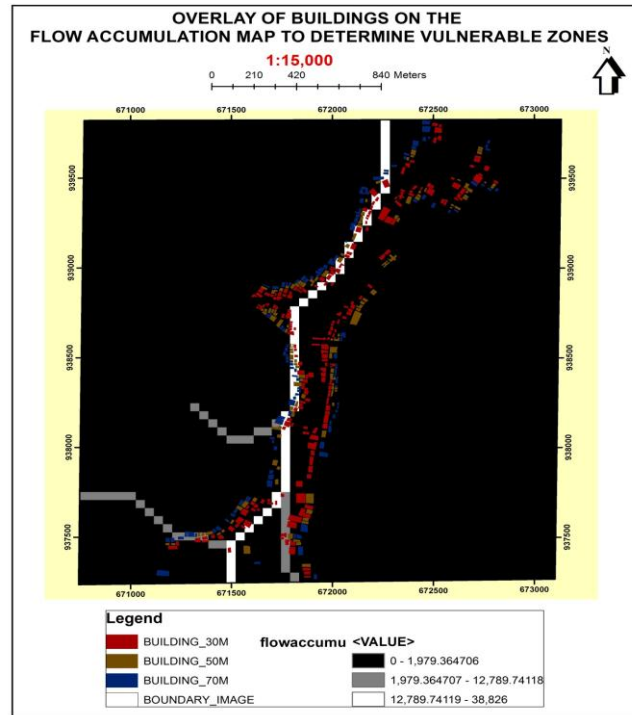 OVERLAY OF BUILDINGS ON THE
FLOW ACCUMULATION MAP TO DETERMINE VULNERABLE ZONES
1:15,000
N
0 210 420 840 Meters
671000 671500 672000 672500 673000
939500 939500
939000 939000
938500 938500
938000 938000
937500 937500
671000 671500 672000 672500 673000
Legend
BUILDING_30M
BUILDING_50M
BUILDING_70M
BOUNDARY_IMAGE
flowaccumu <VALUE>
0 - 1,979.364706
1,979.364707 - 12,789.74118
12,789.74119 - 38,826